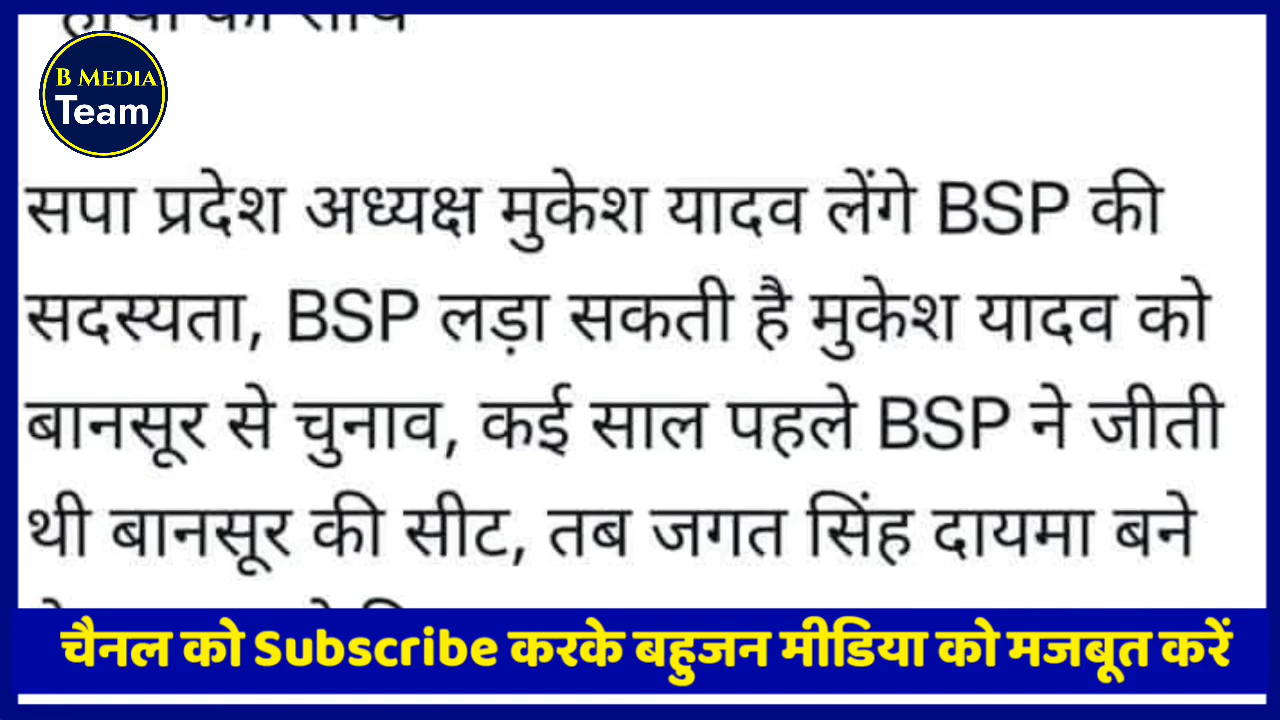 B MEDIA
Team
सपा प्रदेश अध्यक्ष मुकेश यादव लेंगे BSP की
सदस्यता, BSP लड़ा सकती है मुकेश यादव को
बानसूर से चुनाव, कई साल पहले BSP ने जीती
थी बानसूर की सीट, तब जगत सिंह दायमा बने
चैनल को Subscribe करके बहुजन मीडिया को मजबूत करें